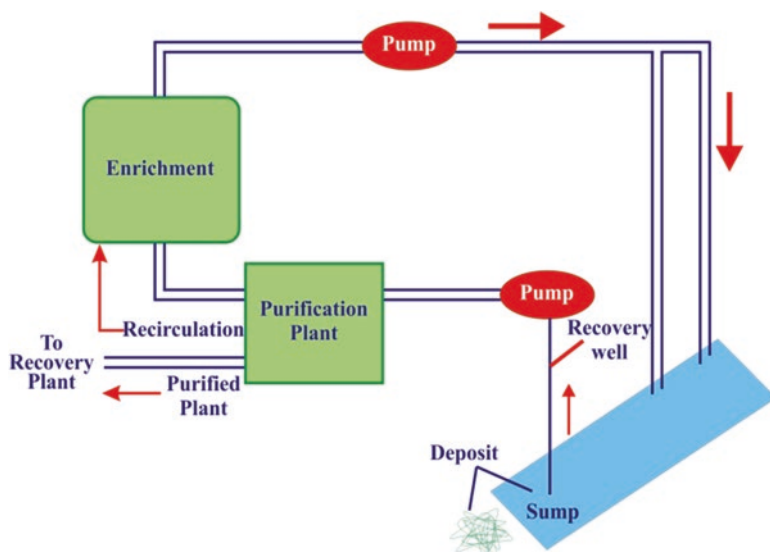 Pump
Enrichment
Purification
Plant
Pump
Recirculation
Recovery
well
To
Recovery
Plant
Purified
Plant
Deposit
Sump